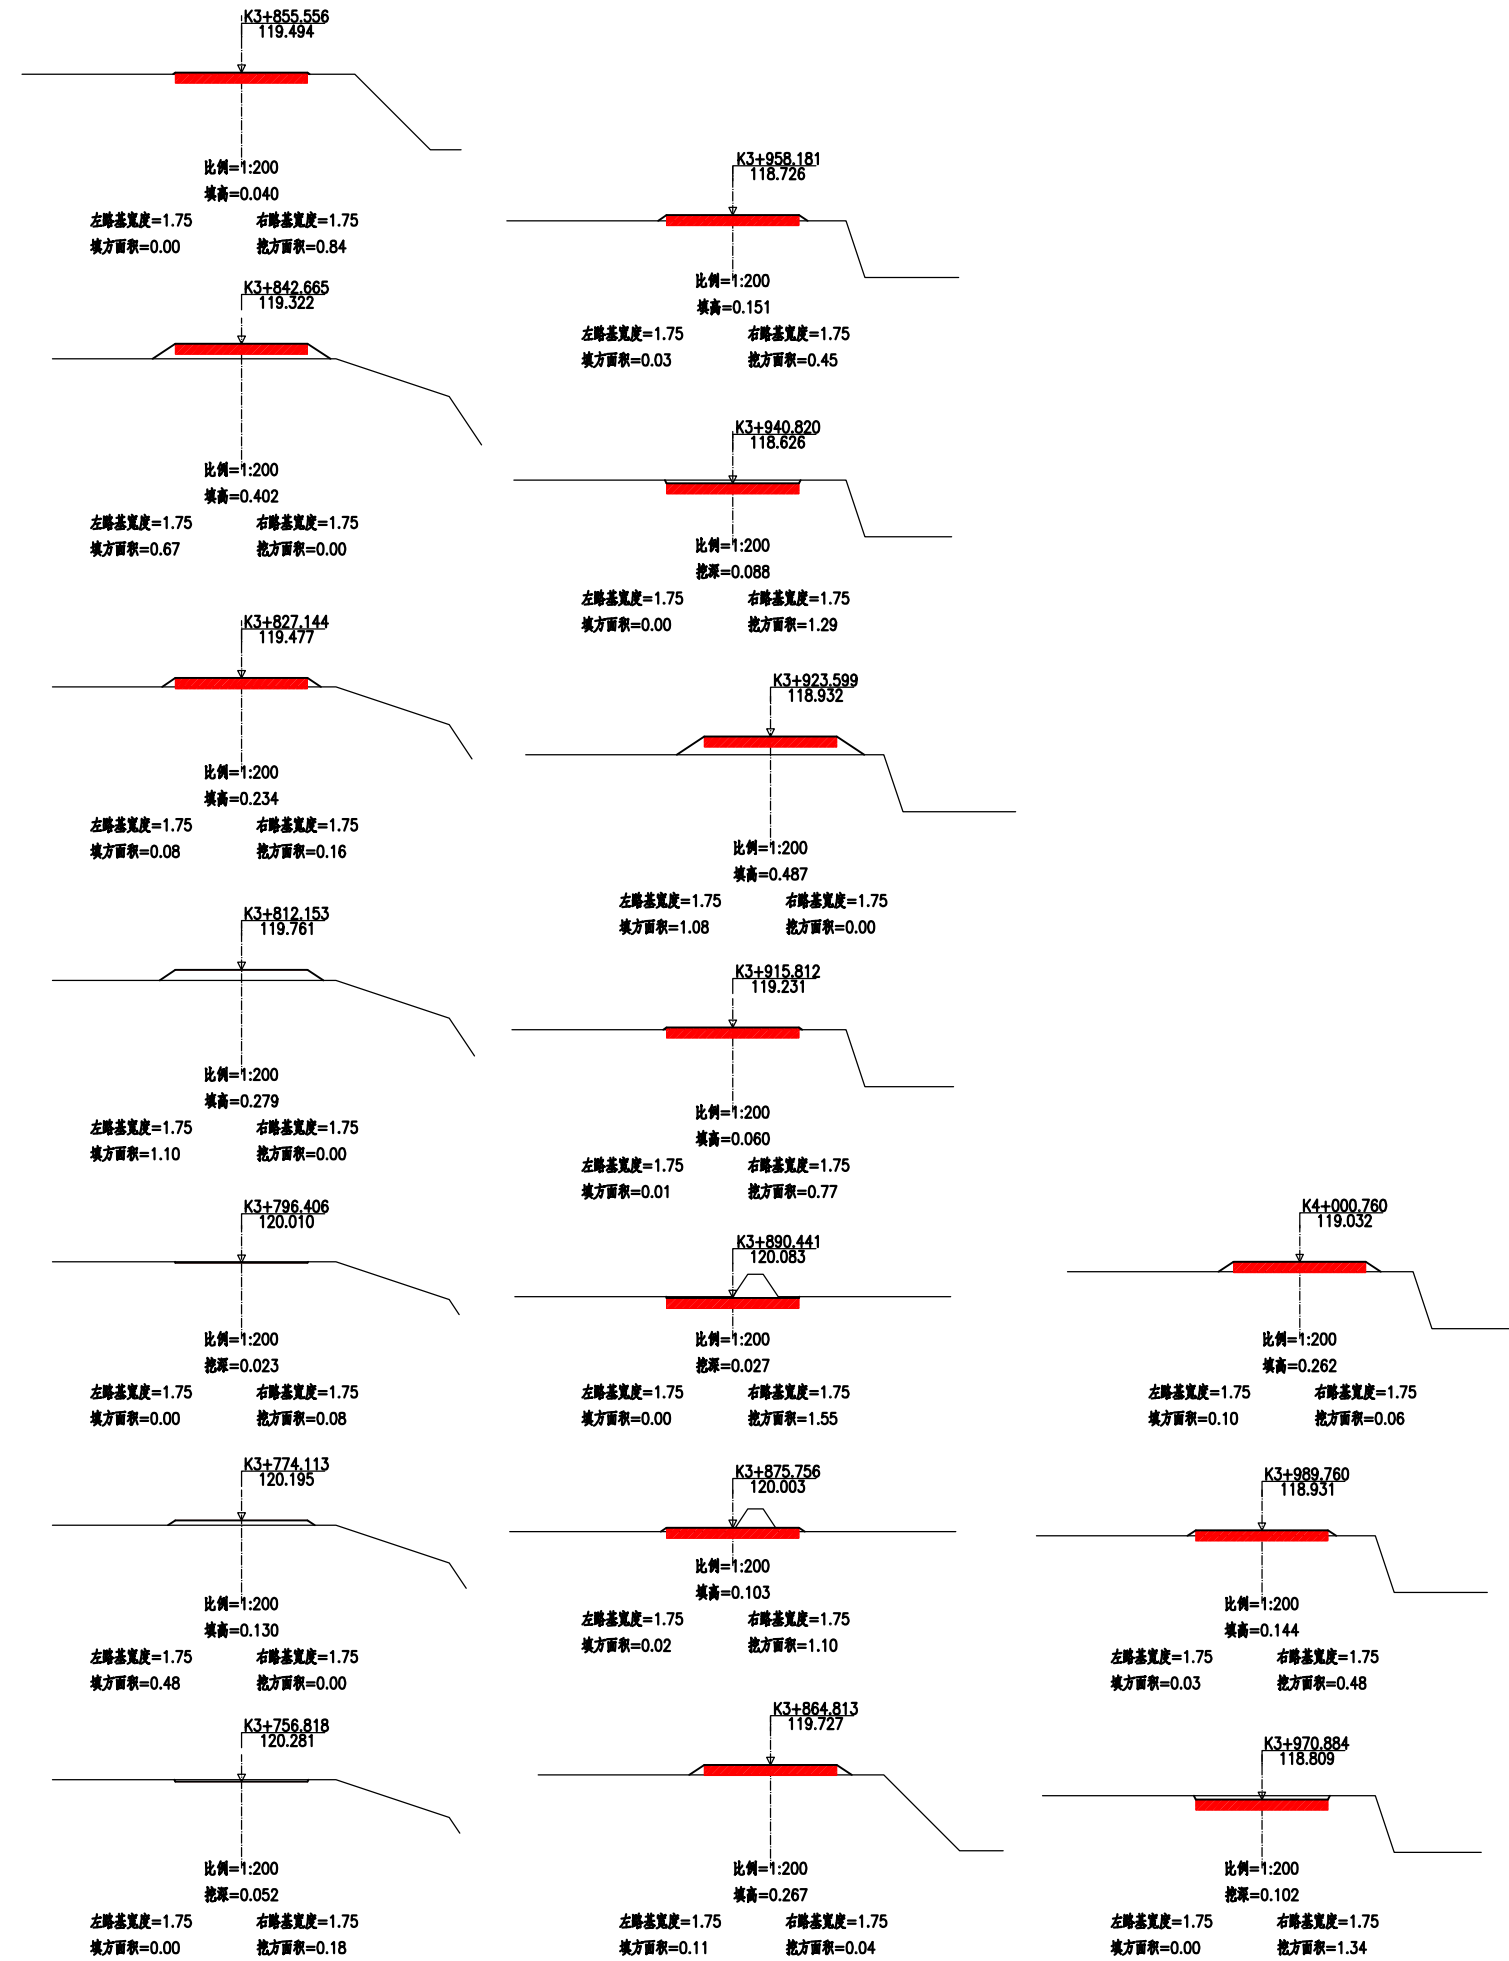 K3+855.556
119.494
比例=1:200
填高=0.040
左路基宽度=1.75 右路基宽度=1.75
填方面积=0.00 挖方面积=0.84
K3+842.665
119.322
比例=1:200
填高=0.402
左路基宽度=1.75 右路基宽度=1.75
填方面积=0.67 挖方面积=0.00
K3+827.144
119.477
比例=1:200
填高=0.234
左路基宽度=1.75 右路基宽度=1.75
填方面积=0.08 挖方面积=0.16
K3+812.153
119.761
比例=1:200
填高=0.279
左路基宽度=1.75 右路基宽度=1.75
填方面积=1.10 挖方面积=0.00
K3+796.406
120.010
比例=1:200
挖深=0.023
左路基宽度=1.75 右路基宽度=1.75
填方面积=0.00 挖方面积=0.08
K3+774.113
120.195
比例=1:200
填高=0.130
左路基宽度=1.75 右路基宽度=1.75
填方面积=0.48 挖方面积=0.00
K3+756.818
120.281
比例=1:200
挖深=0.052
左路基宽度=1.75 右路基宽度=1.75
填方面积=0.00 挖方面积=0.18
K3+958.181
118.726
比例=1:200
填高=0.151
左路基宽度=1.75 右路基宽度=1.75
填方面积=0.03 挖方面积=0.45
K3+940.820
118.626
比例=1:200
挖深=0.088
左路基宽度=1.75 右路基宽度=1.75
填方面积=0.00 挖方面积=1.29
K3+923.599
118.932
比例=1:200
填高=0.487
左路基宽度=1.75 右路基宽度=1.75
填方面积=1.08 挖方面积=0.00
K3+915.812
119.231
比例=1:200
填高=0.060
左路基宽度=1.75 右路基宽度=1.75
填方面积=0.01 挖方面积=0.77
K3+890.441
120.083
比例=1:200
挖深=0.027
左路基宽度=1.75 右路基宽度=1.75
填方面积=0.00 挖方面积=1.55
K3+875.756
120.003
比例=1:200
填高=0.103
左路基宽度=1.75 右路基宽度=1.75
填方面积=0.02 挖方面积=1.10
K3+864.813
119.727
比例=1:200
填高=0.267
左路基宽度=1.75 右路基宽度=1.75
填方面积=0.11 挖方面积=0.04
K4+000.760
119.032
比例=1:200
填高=0.262
左路基宽度=1.75 右路基宽度=1.75
填方面积=0.10 挖方面积=0.06
K3+989.760
118.931
比例=1:200
填高=0.144
左路基宽度=1.75 右路基宽度=1.75
填方面积=0.03 挖方面积=0.48
K3+970.884
118.809
比例=1:200
挖深=0.102
左路基宽度=1.75 右路基宽度=1.75
填方面积=0.00 挖方面积=1.34